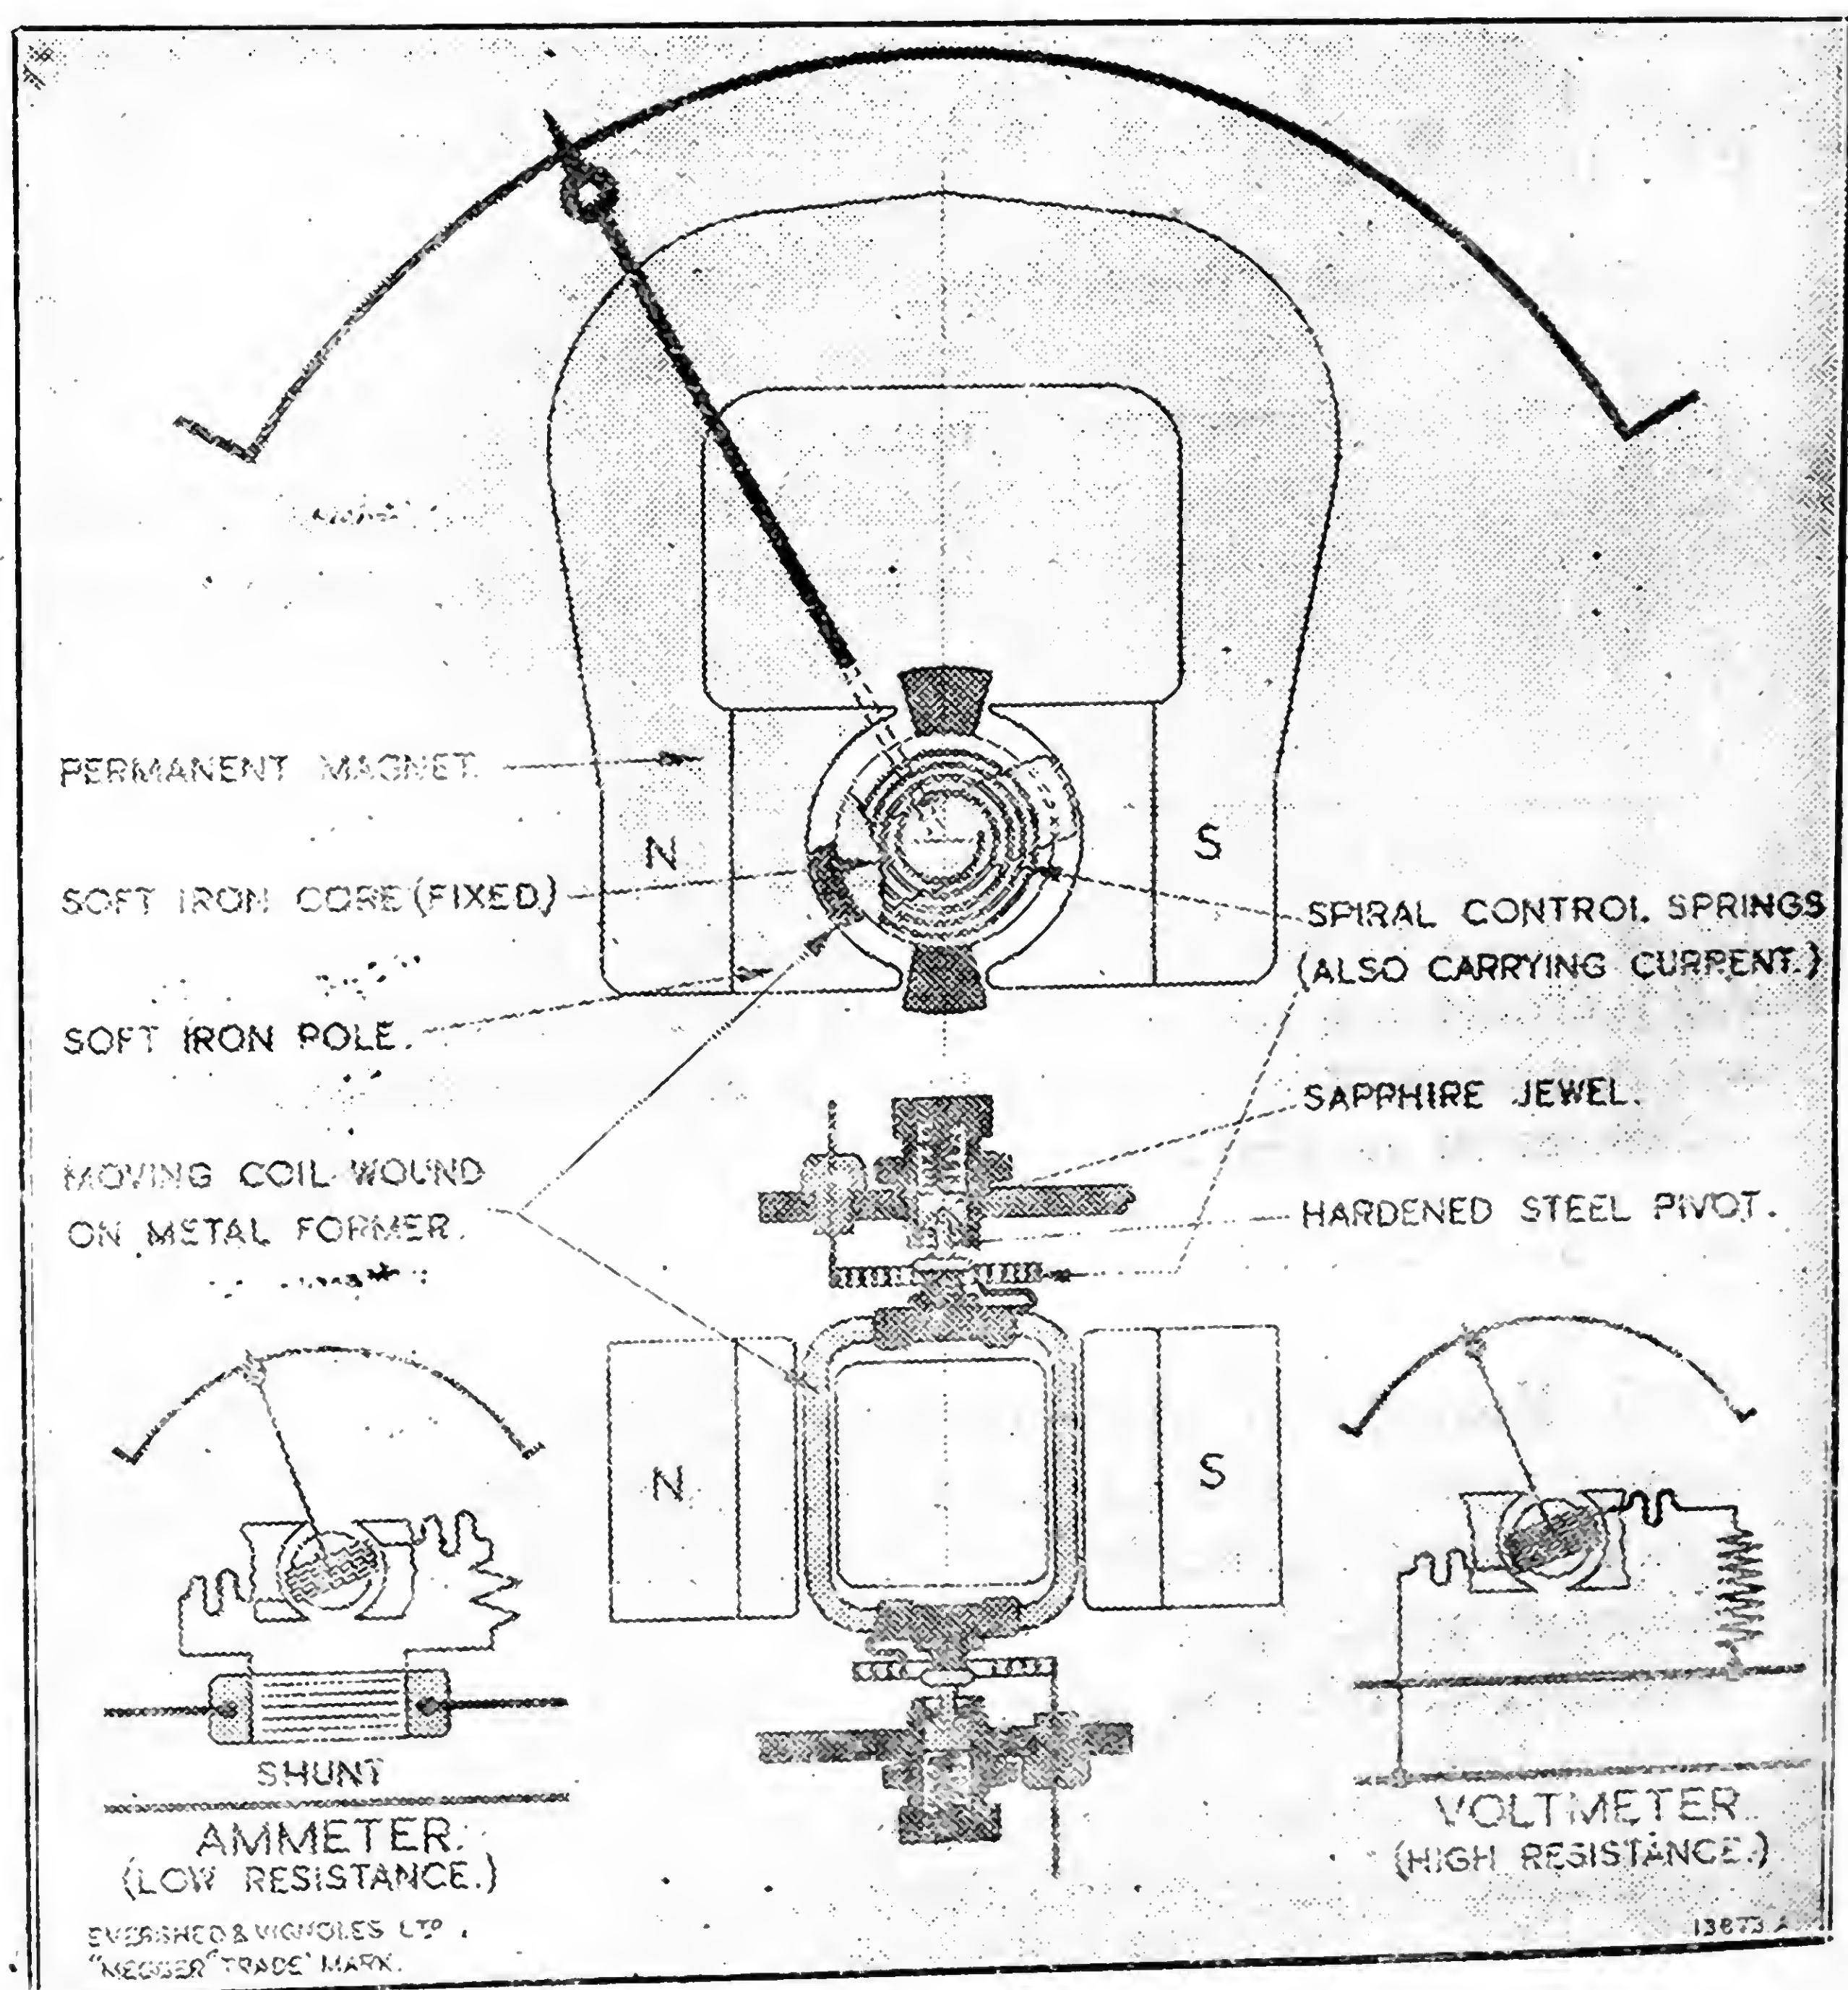 PERMANENT MAGNET.
N
S
SOFT IRON CORE (FIXED.)
SPIRAL CONTROL SPRINGS
(ALSO CARRYING CURRENT.)
SOFT IRON POLE.
SAPPHIRE JEWEL.
MOVING COIL WOUND
ON METAL FORMER.
HARDENED STEEL PIVOT.
N
S
SHUNT
AMMETER.
(LOW RESISTANCE.)
VOLTMETER.
(HIGH RESISTANCE.)
EVERSHED & VIGNOLES LTD.
"MEGGER" TRADE MARK.
13873 A